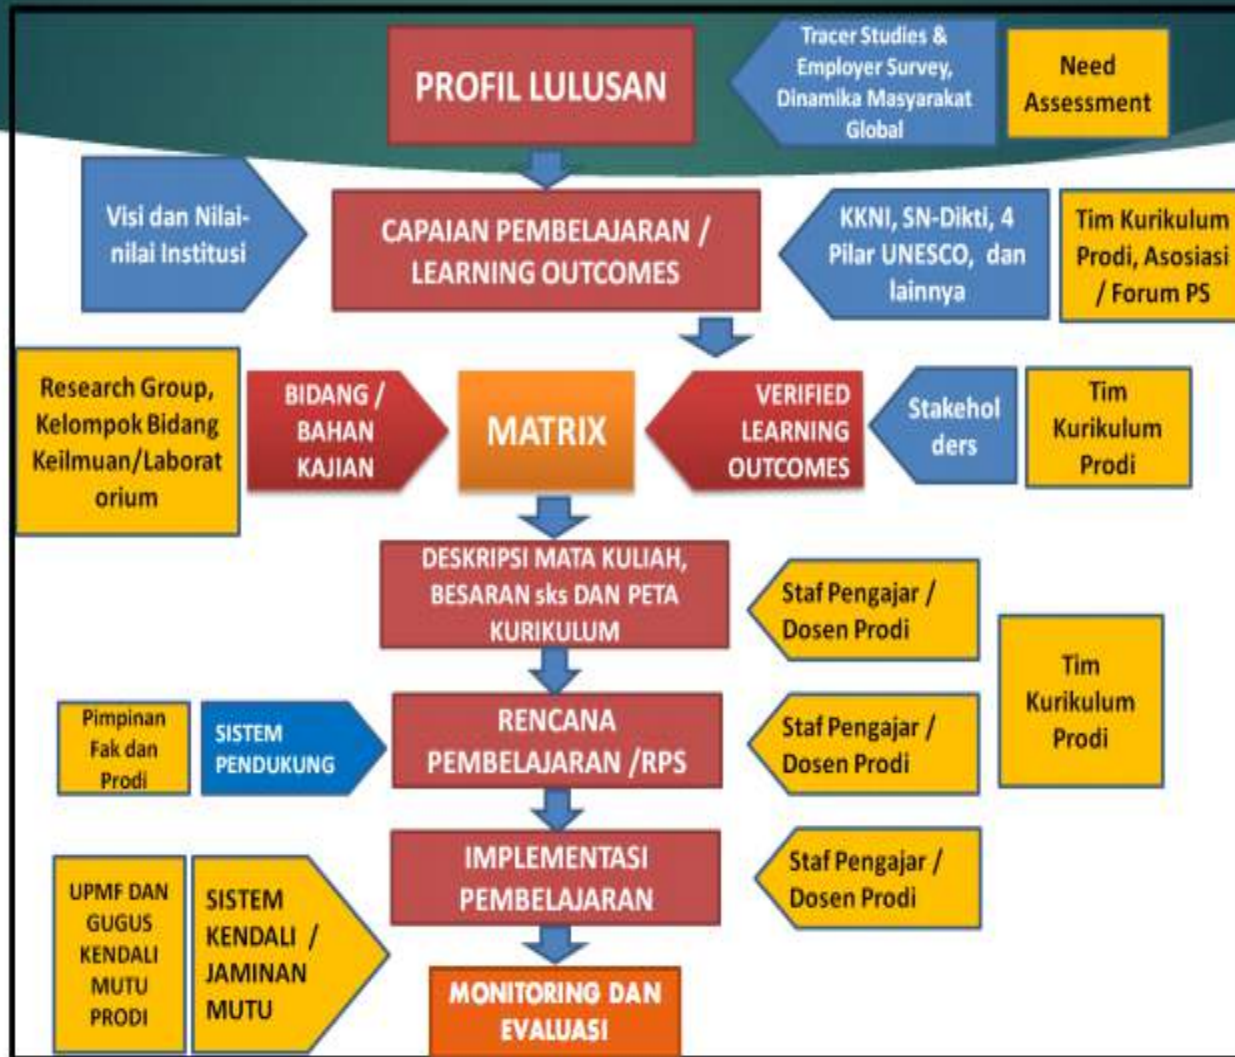 PROFIL LULUSAN
Tracer Studies &
Employer Survey,
Dinamika Masyarakat
Global
Need
Assessment
Visi dan Nilai-
nilai Institusi
CAPAIAN PEMBELAJARAN /
LEARNING OUTCOMES
KKNI, SN-Dikti, 4
Pilar UNESCO, dan
lainnya
Tim Kurikulum
Prodi, Asosiasi
/ Forum PS
Research Group,
Kelompok Bidang
Keilmuan/Laborat
orium
BIDANG /
BAHAN
KAJIAN
MATRIX
VERIFIED
LEARNING
OUTCOMES
Stakehol
ders
Tim
Kurikulum
Prodi
DESKRIPSI MATA KULIAH,
BESARAN sks DAN PETA
KURIKULUM
Staf Pengajar /
Dosen Prodi
Tim
Kurikulum
Prodi
Pimpinan
Fak dan
Prodi
SISTEM
PENDUKUNG
RENCANA
PEMBELAJARAN /RPS
Staf Pengajar /
Dosen Prodi
IMPLEMENTASI
PEMBELAJARAN
Staf Pengajar /
Dosen Prodi
UPMF DAN
GUGUS
KENDALI
MUTU
PRODI
SISTEM
KENDALI /
JAMINAN
MUTU
MONITORING DAN
EVALUASI